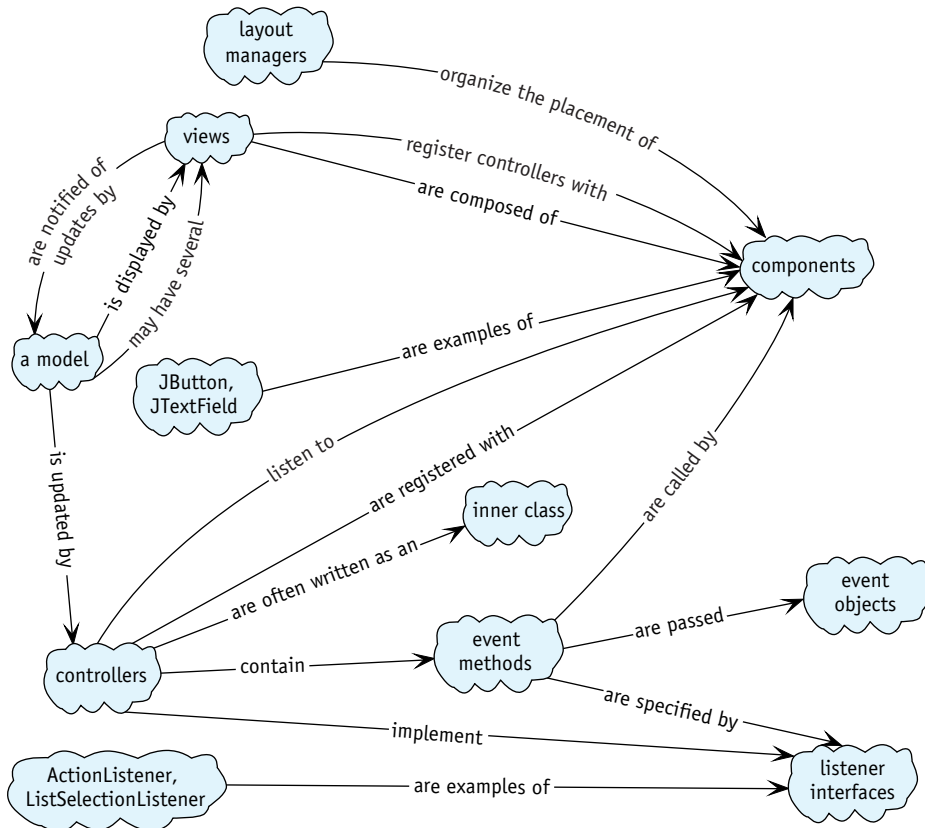 layout
managers
organize the placement of
views
register controllers with
are composed of
are notified of
updates by
is displayed by
may have several
components
a model
are examples of
JButton,
JTextField
listen to
are registered with
is updated by
inner class
are often written as an
are called by
event
objects
are passed
event
methods
contain
controllers
are specified by
implement
ActionListener,
ListSelectionListener
are examples of
listener
interfaces